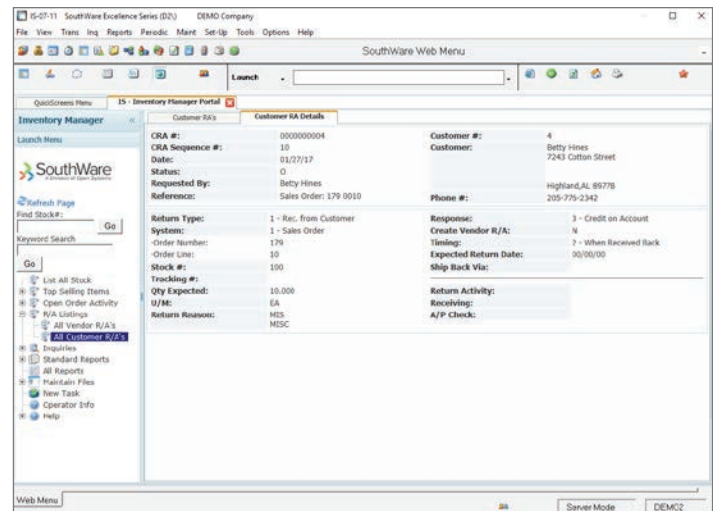 IS-07-11 SouthWare Excellence Series (D2\) DEMO Company
File View Trans Inq Reports Periodic Maint Set-Up Tools Options Help
SouthWare Web Menu
Launch
QuickScreens Menu IS - Inventory Manager Portal
Inventory Manager «
Launch Menu
SouthWare
A Division of Open Systems
Refresh Page
Find Stock#:
Go
Keyword Search
Go
List All Stock
Top Selling Items
Open Order Activity
R/A Listings
All Vendor R/A's
All Customer R/A's
Inquiries
Standard Reports
All Reports
Maintain Files
New Task
Operator Info
Help
Customer RA's Customer RA Details
CRA #: 0000000004 Customer #: 4
CRA Sequence #: 10 Customer: Betty Hines
Date: 01/27/17 7243 Cotton Street
Status: O
Requested By: Betty Hines Highland,AL 89778
Reference: Sales Order: 179 0010 Phone #: 205-775-2342
Return Type: 1 - Rec. from Customer Response: 3 - Credit on Account
System: 1 - Sales Order Create Vendor R/A: N
-Order Number: 179 Timing: 2 - When Received Back
-Order Line: 10 Expected Return Date: 00/00/00
Stock #: 100 Ship Back Via:
Tracking #:
Qty Expected: 10.000 Return Activity:
U/M: EA Receiving:
Return Reason: MIS A/P Check:
MISC
Web Menu
Server Mode DEMO2